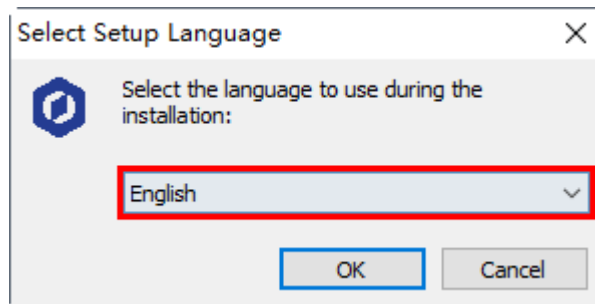 Select Setup Language
Select the language to use during the
installation:
English
OK
Cancel